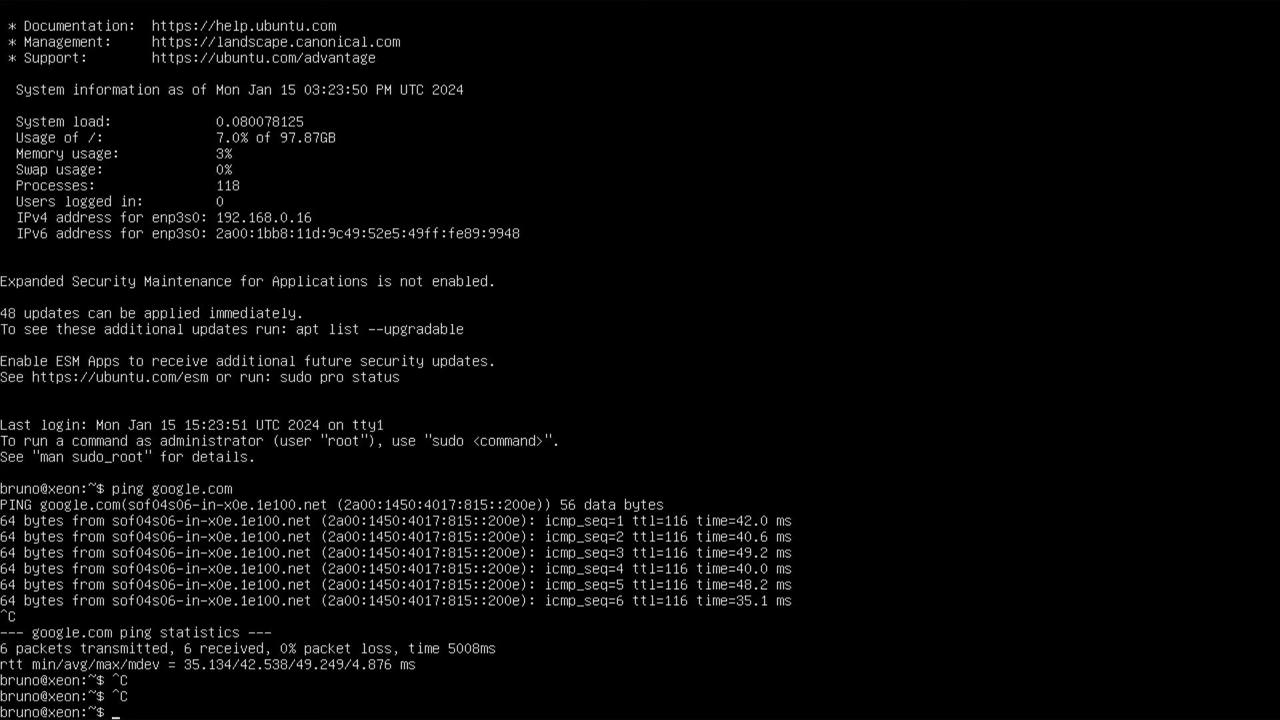 * Documentation:  https://help.ubuntu.com
* Management:     https://landscape.canonical.com
* Support:        https://ubuntu.com/advantage
System information as of Mon Jan 15 03:23:50 PM UTC 2024
System load:             0.080078125
Usage of /:              7.0% of 97.87GB
Memory usage:            3%
Swap usage:              0%
Processes:               118
Users logged in:         0
IPv4 address for enp3s0: 192.168.0.16
IPv6 address for enp3s0: 2a00:1bb8:11d:9c49:52e5:49ff:fe89:9948
Expanded Security Maintenance for Applications is not enabled.
48 updates can be applied immediately.
To see these additional updates run: apt list --upgradable
Enable ESM Apps to receive additional future security updates.
See https://ubuntu.com/esm or run: sudo pro status
Last login: Mon Jan 15 15:23:51 UTC 2024 on tty1
To run a command as administrator (user "root"), use "sudo <command>".
See "man sudo_root" for details.
bruno@xeon:~$ ping google.com
PING google.com(sof04s06-in-x0e.1e100.net (2a00:1450:4017:815::200e)) 56 data bytes
64 bytes from sof04s06-in-x0e.1e100.net (2a00:1450:4017:815::200e): icmp_seq=1 ttl=116 time=42.0 ms
64 bytes from sof04s06-in-x0e.1e100.net (2a00:1450:4017:815::200e): icmp_seq=2 ttl=116 time=40.6 ms
64 bytes from sof04s06-in-x0e.1e100.net (2a00:1450:4017:815::200e): icmp_seq=3 ttl=116 time=49.2 ms
64 bytes from sof04s06-in-x0e.1e100.net (2a00:1450:4017:815::200e): icmp_seq=4 ttl=116 time=40.0 ms
64 bytes from sof04s06-in-x0e.1e100.net (2a00:1450:4017:815::200e): icmp_seq=5 ttl=116 time=48.2 ms
64 bytes from sof04s06-in-x0e.1e100.net (2a00:1450:4017:815::200e): icmp_seq=6 ttl=116 time=35.1 ms
^C
--- google.com ping statistics ---
6 packets transmitted, 6 received, 0% packet loss, time 5008ms
rtt min/avg/max/mdev = 35.134/42.538/49.249/4.876 ms
bruno@xeon:~$ ^C
bruno@xeon:~$ ^C
bruno@xeon:~$ _